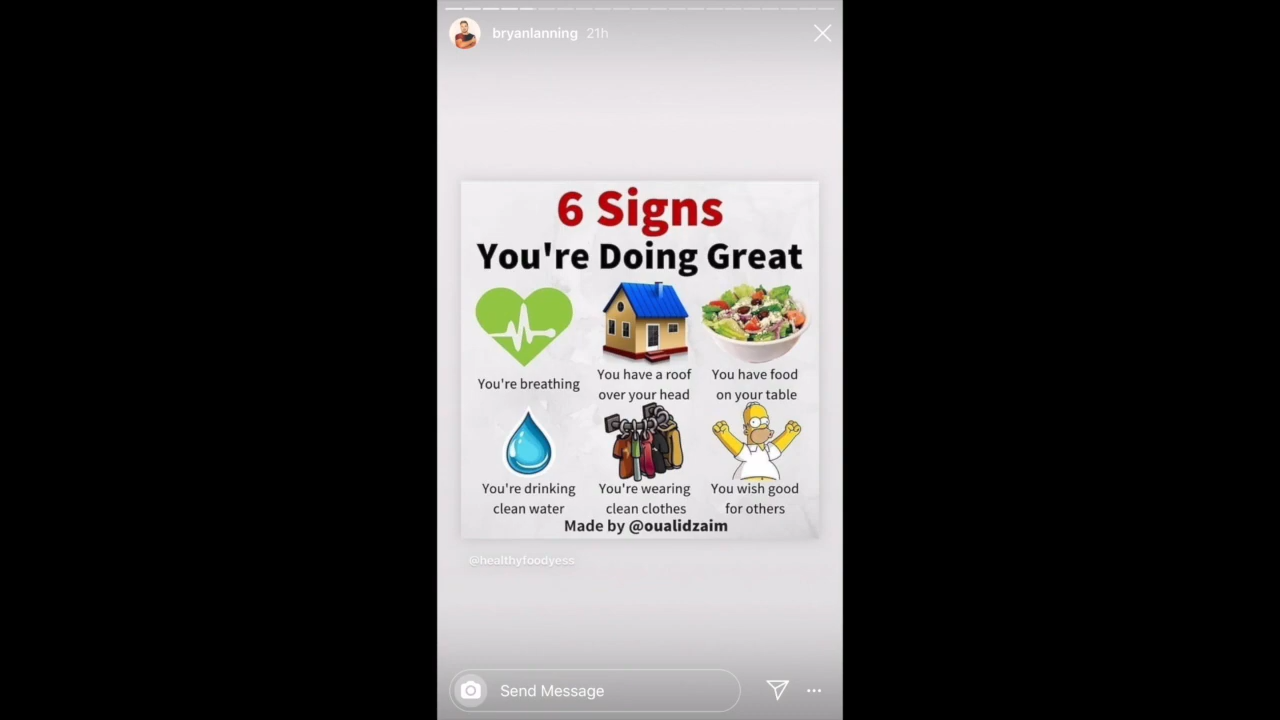 bryanlanning 21h
6 Signs
You're Doing Great
You're breathing
You have a roof
over your head
You have food
on your table
You're drinking
clean water
You're wearing
clean clothes
You wish good
for others
Made by @oualidzaim
@healthyfoodyess
Send Message